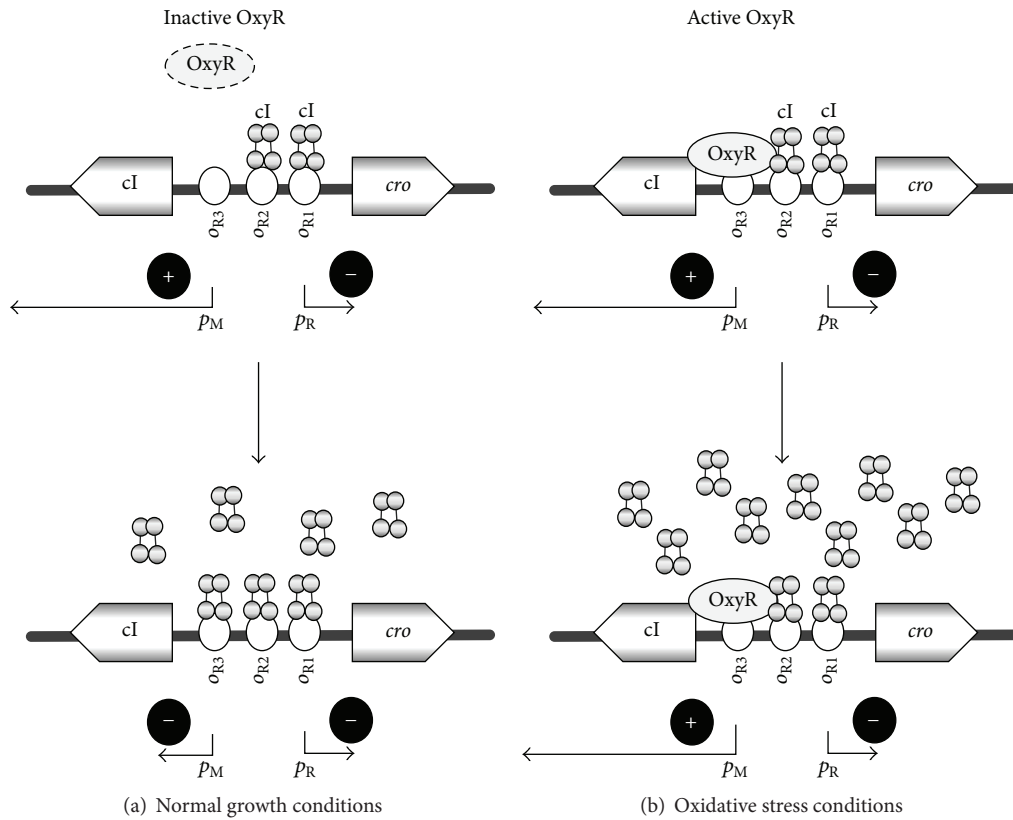 Inactive OxyR
OxyR
cI cI
cI cro
oR3 oR2 oR1
+ −
pM pR
cI cro
oR3 oR2 oR1
− −
pM pR
(a) Normal growth conditions
Active OxyR
cI cI
OxyR
cI cro
oR3 oR2 oR1
+ −
pM pR
OxyR
cI cro
oR3 oR2 oR1
+ −
pM pR
(b) Oxidative stress conditions